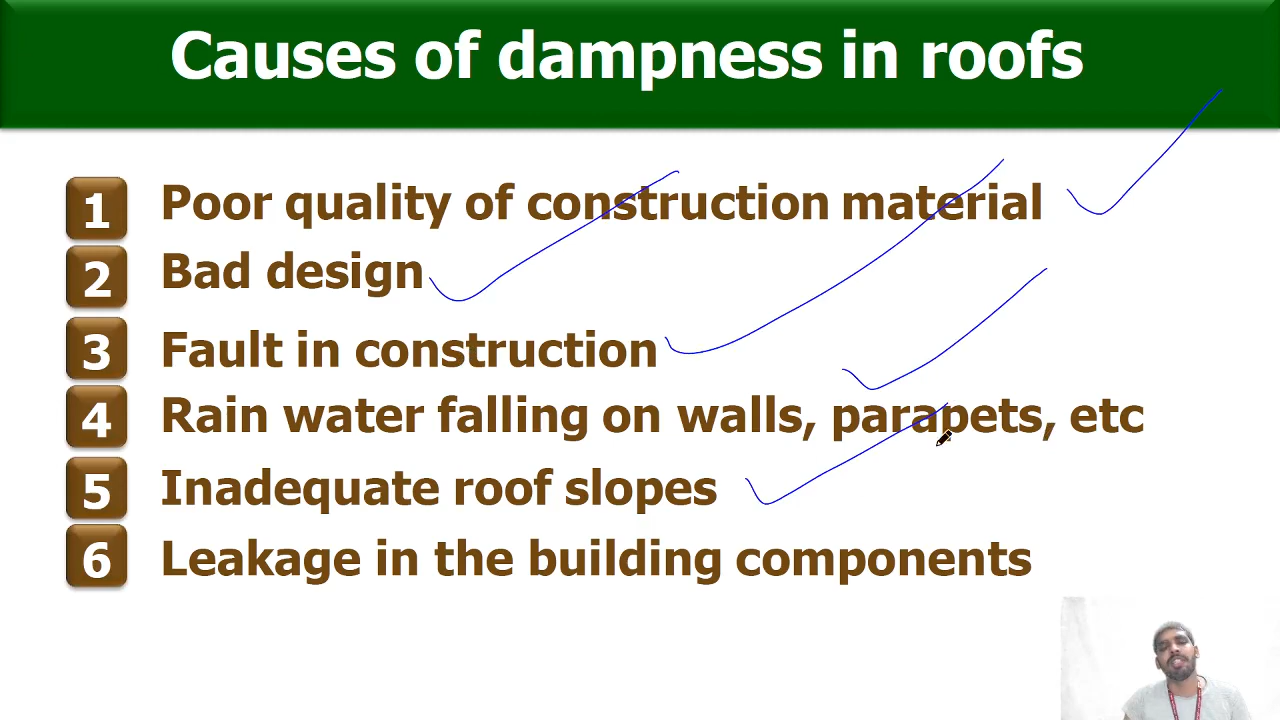 Causes of dampness in roofs
1 Poor quality of construction material
2 Bad design
3 Fault in construction
4 Rain water falling on walls, parapets, etc
5 Inadequate roof slopes
6 Leakage in the building components